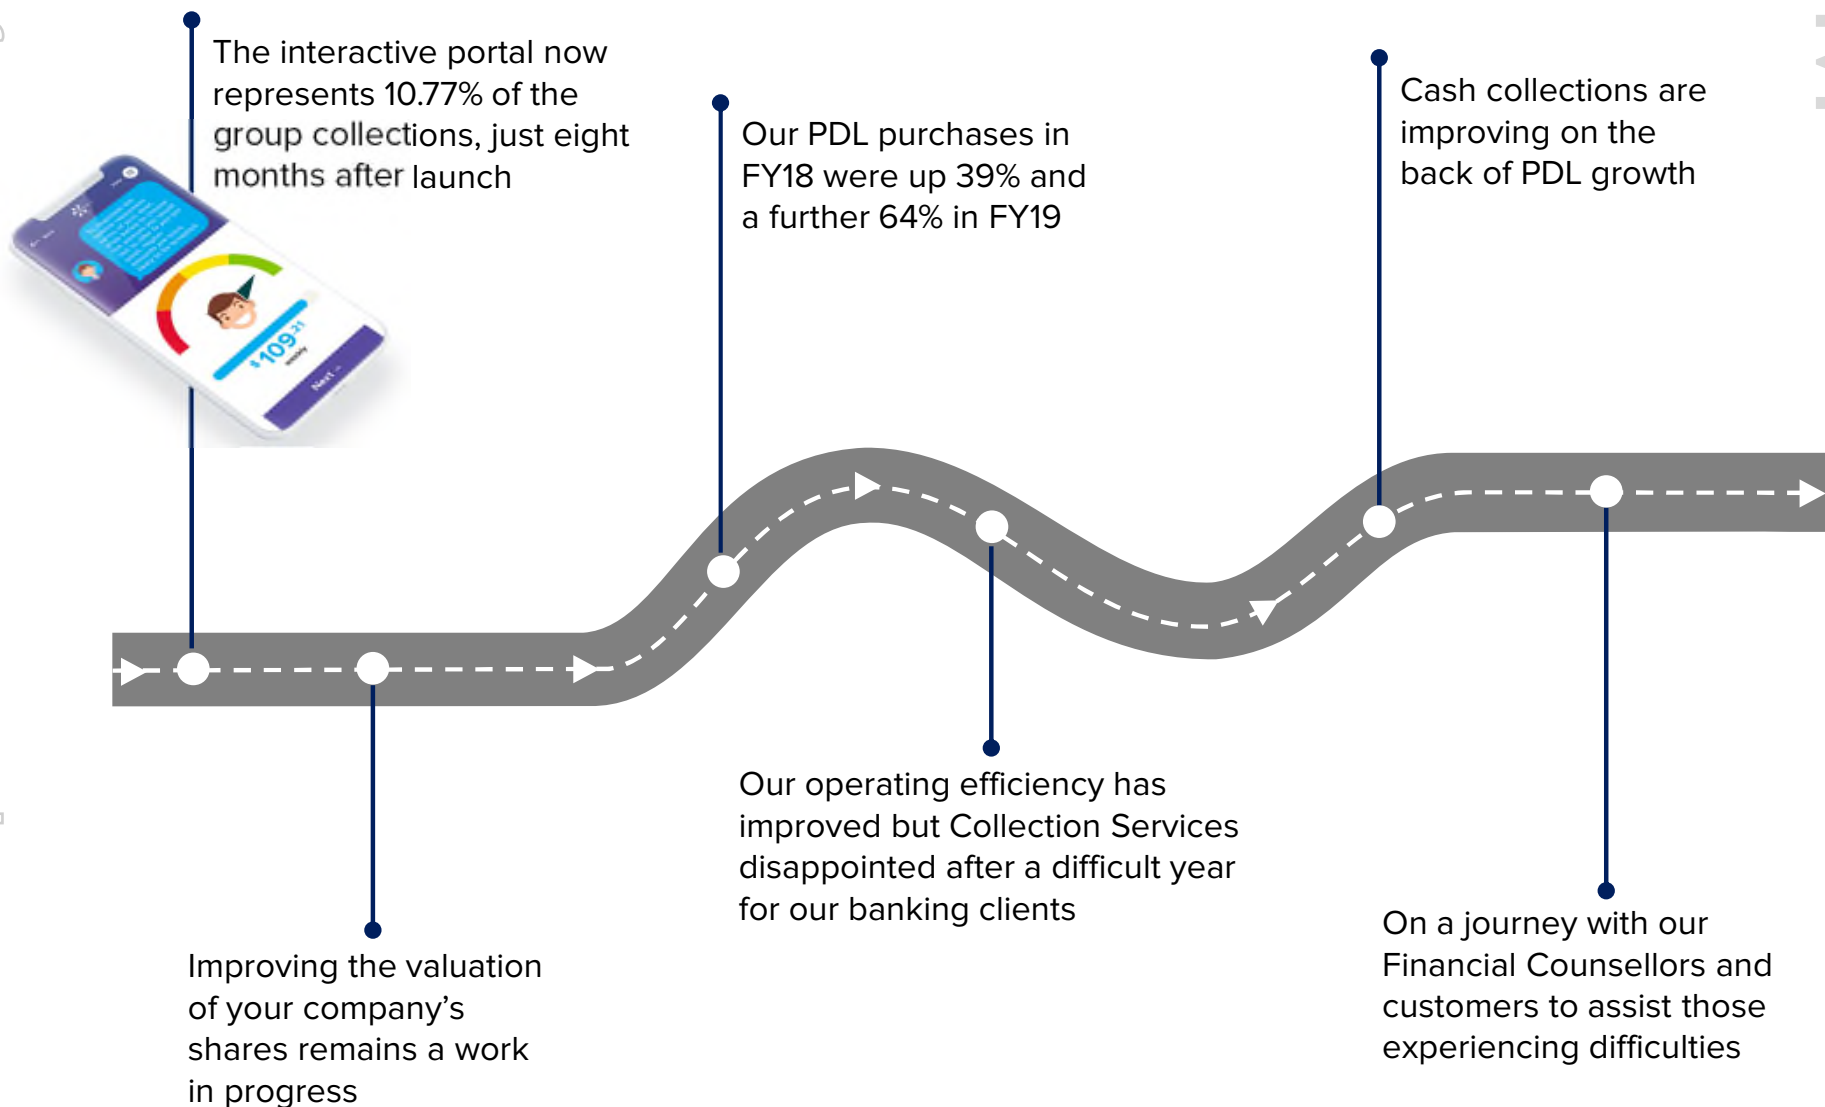 The interactive portal now
represents 10.77% of the
group collections, just eight
months after launch
Our PDL purchases in
FY18 were up 39% and
a further 64% in FY19
Cash collections are
improving on the
back of PDL growth
$109.21
weekly
Next
Our operating efficiency has
improved but Collection Services
disappointed after a difficult year
for our banking clients
Improving the valuation
of your company’s
shares remains a work
in progress
On a journey with our
Financial Counsellors and
customers to assist those
experiencing difficulties